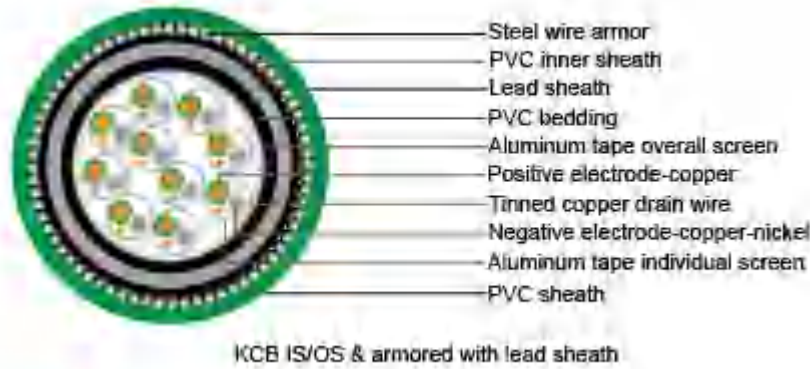 Steel wire armor
PVC inner sheath
Lead sheath
PVC bedding
Aluminum tape overall screen
Positive electrode-copper
Tinned copper drain wire
Negative electrode-copper-nickel
Aluminum tape individual screen
PVC sheath
KCB IS/OS & armored with lead sheath